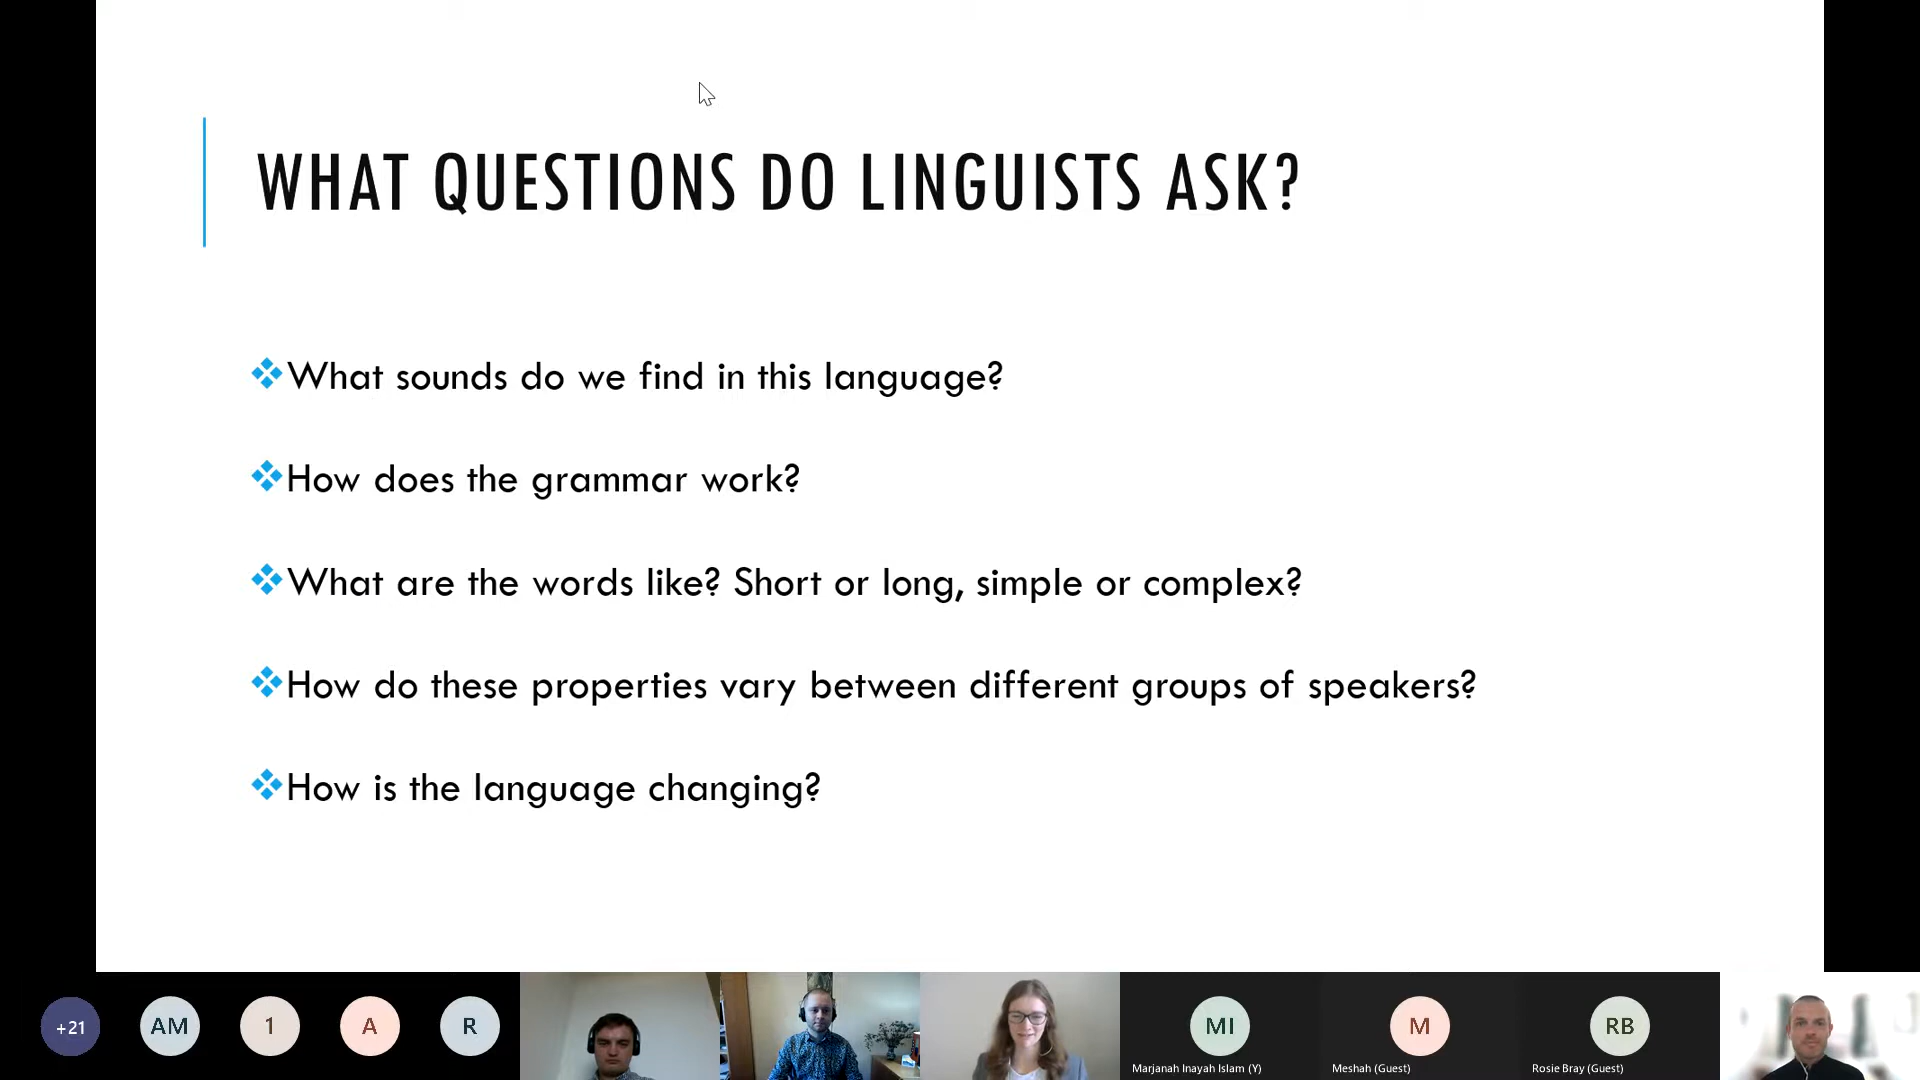 WHAT QUESTIONS DO LINGUISTS ASK?
What sounds do we find in this language?
How does the grammar work?
What are the words like? Short or long, simple or complex?
How do these properties vary between different groups of speakers?
How is the language changing?
+21
AM
1
A
R
MI
M
RB
Marjanah Inayah Islam (Y)
Meshah (Guest)
Rosie Bray (Guest)